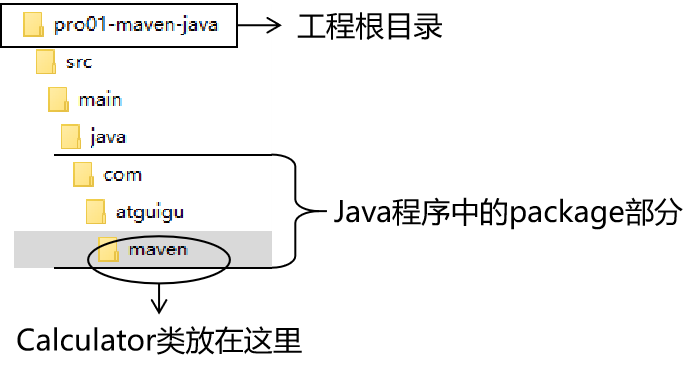 pro01-maven-java
工程根目录
src
main
java
com
atguigu
Java程序中的package部分
maven
Calculator类放在这里